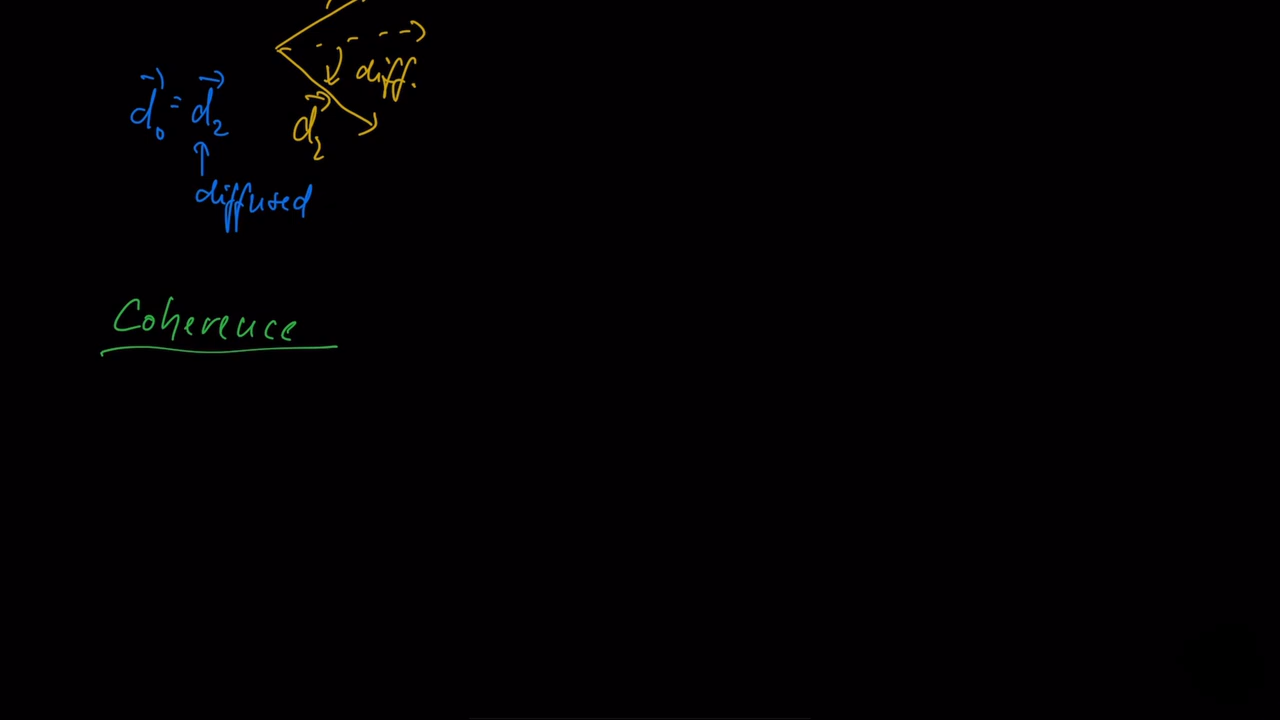 diff.
d⃗₀ = d⃗₂
d⃗₂
diffused
Coherence